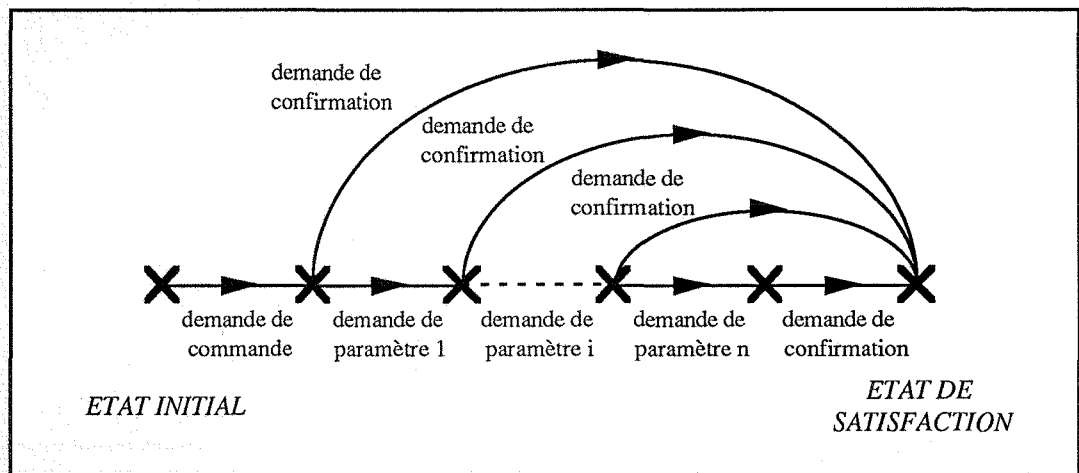 demande de
confirmation
demande de
confirmation
demande de
confirmation
demande de
commande
demande de
paramètre 1
demande de
paramètre i
demande de
paramètre n
demande de
confirmation
ETAT INITIAL
ETAT DE
SATISFACTION